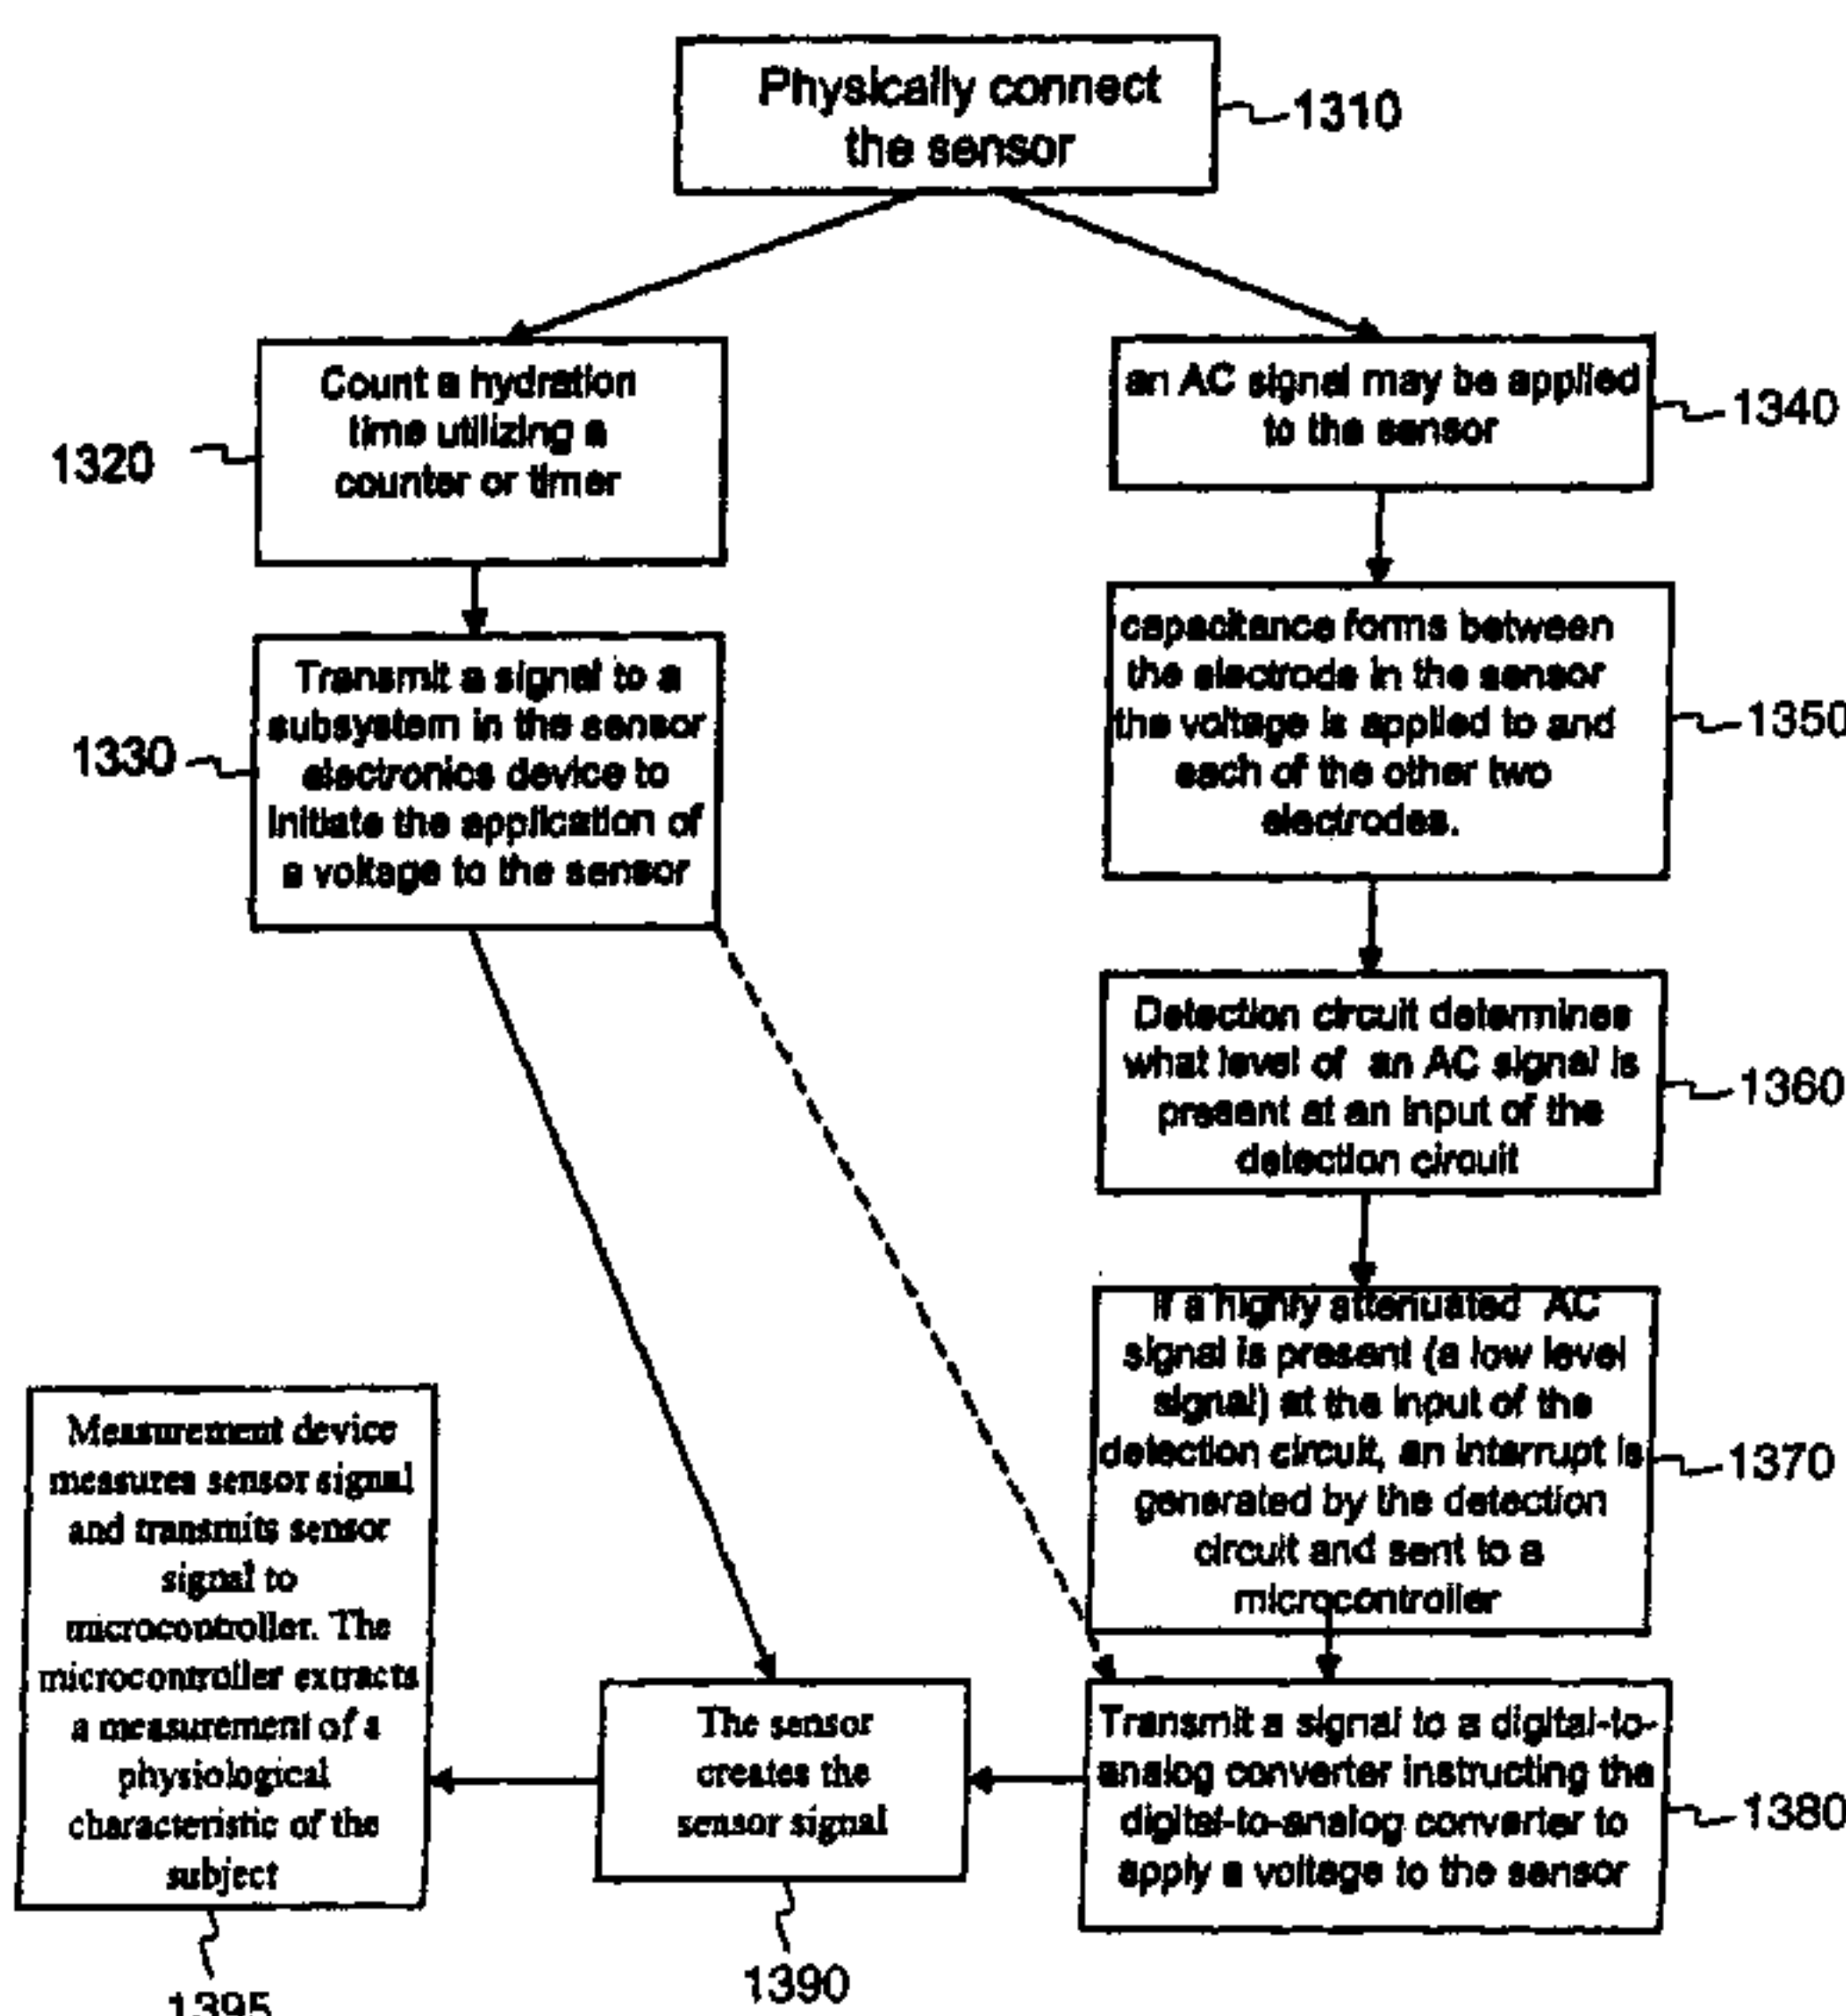 Physically connect
the sensor
1310
Count a hydration
time utilizing a
counter or timer
1320
Transmit a signal to a
subsystem in the sensor
electronics device to
initiate the application of
a voltage to the sensor
1330
an AC signal may be applied
to the sensor
1340
capacitance forms between
the electrode in the sensor
the voltage is applied to and
each of the other two
electrodes.
1350
Detection circuit determines
what level of an AC signal is
present at an input of the
detection circuit
1360
If a highly attenuated AC
signal is present (a low level
signal) at the input of the
detection circuit, an interrupt is
generated by the detection
circuit and sent to a
microcontroller
1370
Transmit a signal to a digital-to-
analog converter instructing the
digital-to-analog converter to
apply a voltage to the sensor
1380
The sensor
creates the
sensor signal
1390
Measurement device
measures sensor signal
and transmits sensor
signal to
microcontroller. The
microcontroller extracts
a measurement of a
physiological
characteristic of the
subject
1395